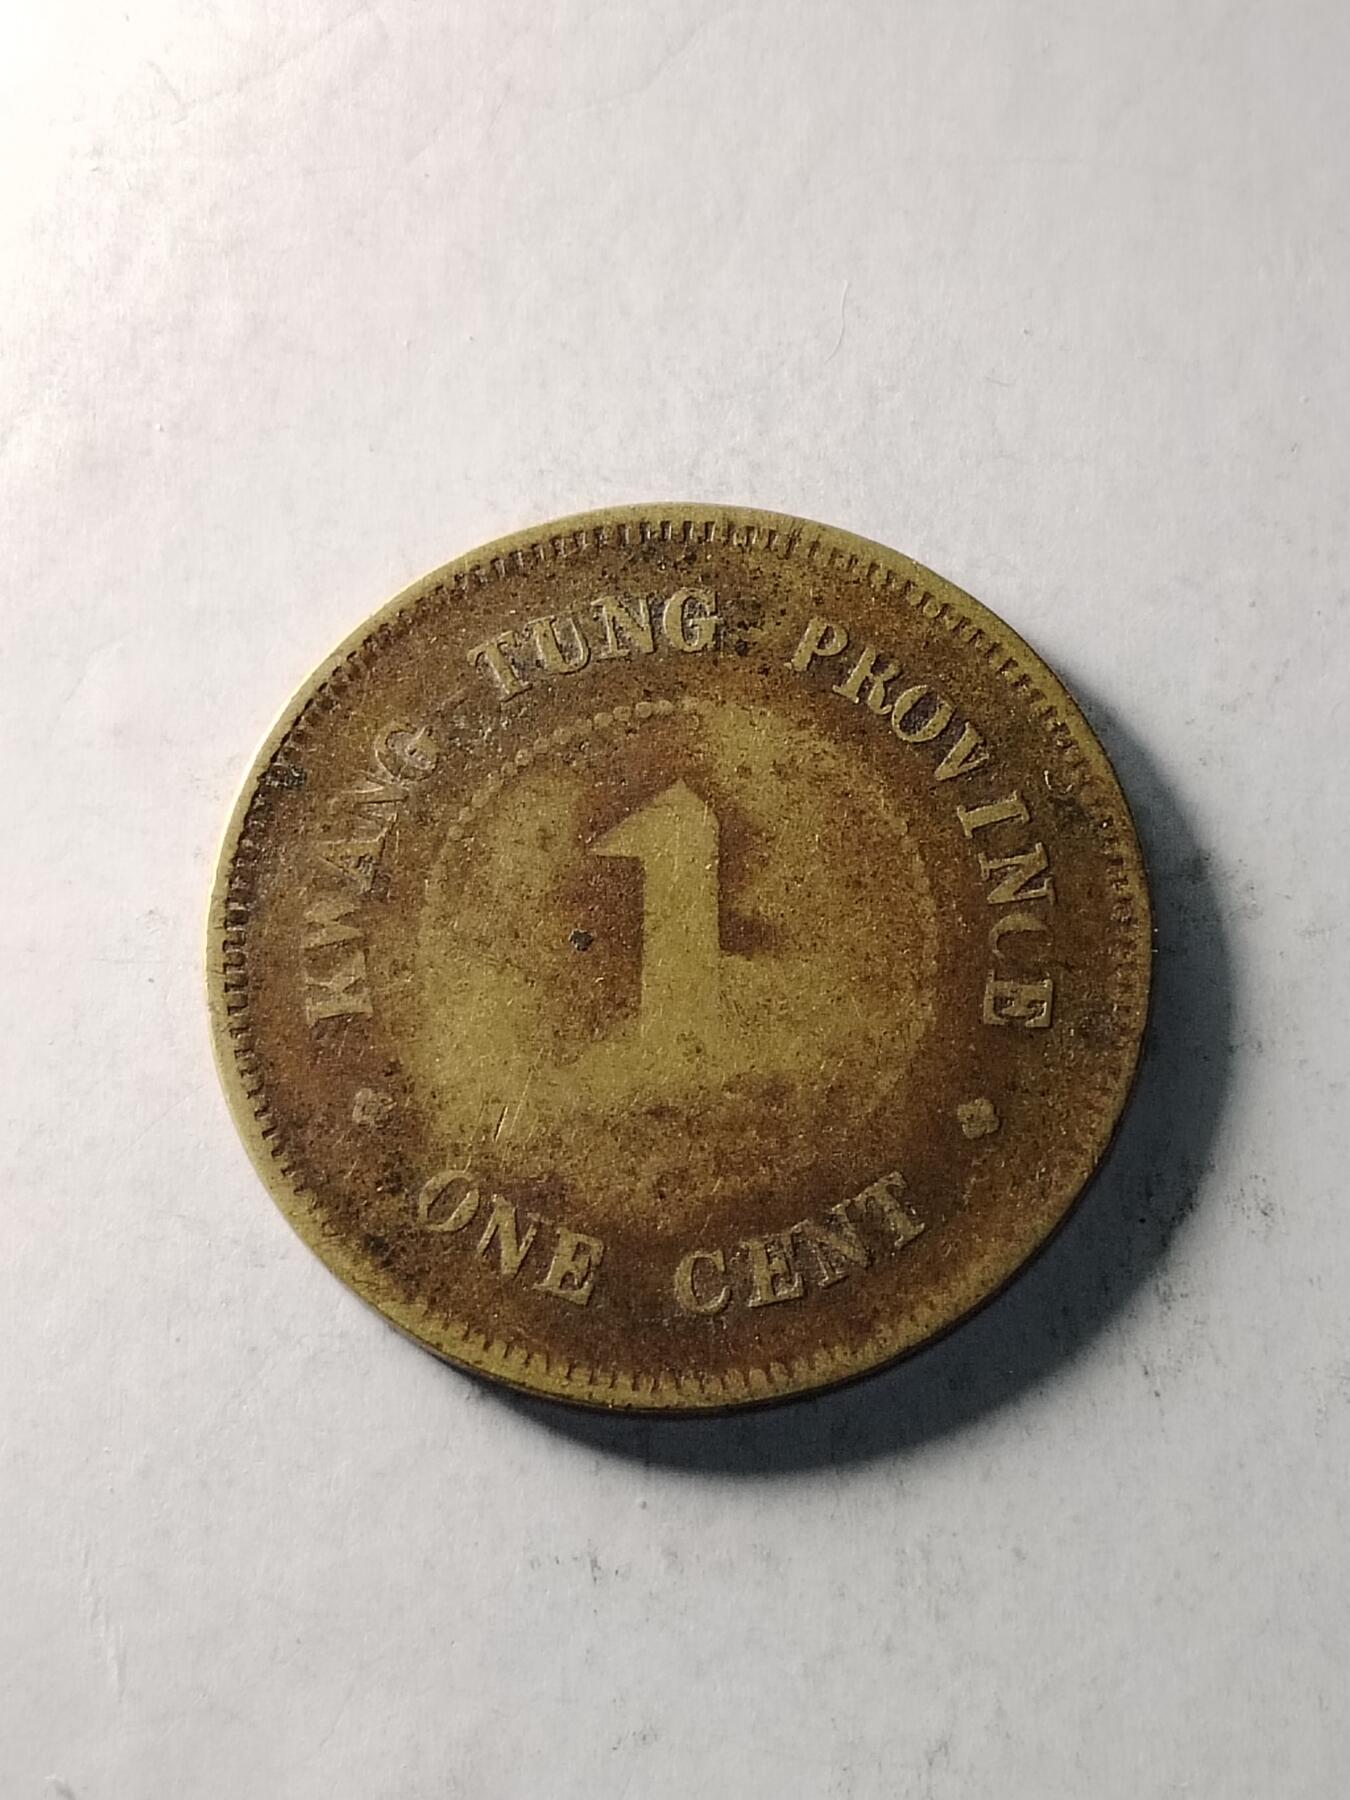 KWANG-TUNG PROVINCE
1
ONE CENT